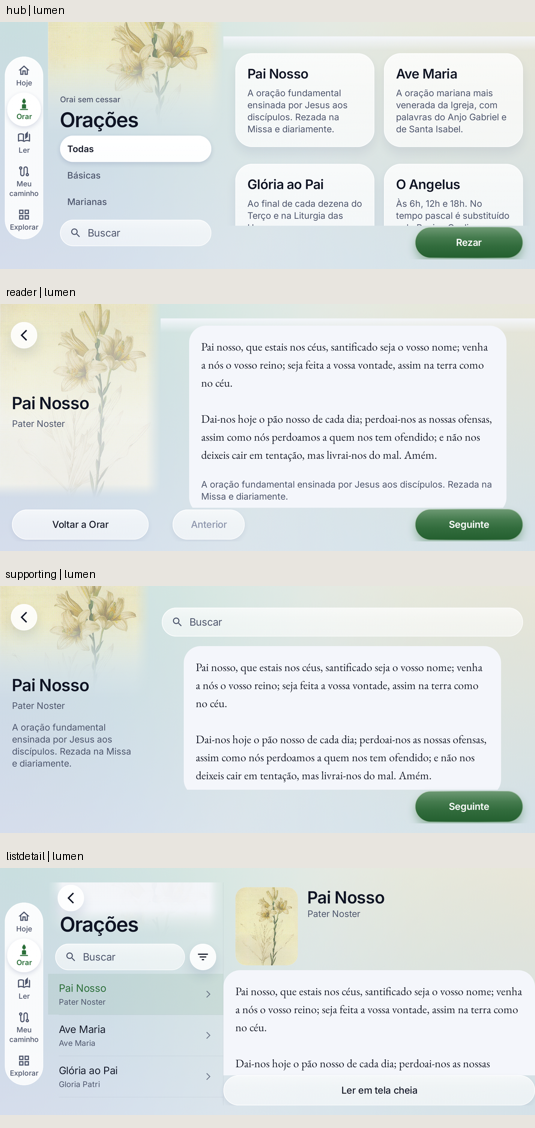 hub | lumen
Hoje
Orar
Ler
Meu
caminho
Explorar
Orai sem cessar
Orações
Todas
Básicas
Marianas
Buscar
Pai Nosso
A oração fundamental
ensinada por Jesus aos
discípulos. Rezada na
Missa e diariamente.
Ave Maria
A oração mariana mais
venerada da Igreja, com
palavras do Anjo Gabriel e
de Santa Isabel.
Glória ao Pai
Ao final de cada dezena do
Terço e na Liturgia das
O Angelus
Às 6h, 12h e 18h. No
tempo pascal é substituído
Rezar
reader | lumen
Pai Nosso
Pater Noster
Voltar a Orar
Pai nosso, que estais nos céus, santificado seja o vosso nome; venha
a nós o vosso reino; seja feita a vossa vontade, assim na terra como
no céu.
Dai-nos hoje o pão nosso de cada dia; perdoai-nos as nossas ofensas,
assim como nós perdoamos a quem nos tem ofendido; e não nos
deixeis cair em tentação, mas livrai-nos do mal. Amém.
A oração fundamental ensinada por Jesus aos discípulos. Rezada na
Missa e diariamente.
Anterior
Seguinte
supporting | lumen
Pai Nosso
Pater Noster
A oração fundamental
ensinada por Jesus aos
discípulos. Rezada na Missa
e diariamente.
Buscar
Pai nosso, que estais nos céus, santificado seja o vosso nome; venha
a nós o vosso reino; seja feita a vossa vontade, assim na terra como
no céu.
Dai-nos hoje o pão nosso de cada dia; perdoai-nos as nossas ofensas,
assim como nós perdoamos a quem nos tem ofendido; e não nos
deixeis cair em tentação, mas livrai-nos do mal. Amém.
Seguinte
listdetail | lumen
Hoje
Orar
Ler
Meu
caminho
Explorar
Orações
Buscar
Pai Nosso
Pater Noster
Ave Maria
Ave Maria
Glória ao Pai
Gloria Patri
Pai Nosso
Pater Noster
Pai nosso, que estais nos céus, santificado seja o vosso nome; venha
a nós o vosso reino; seja feita a vossa vontade, assim na terra como
no céu.
Dai-nos hoje o pão nosso de cada dia; perdoai-nos as nossas
Ler em tela cheia